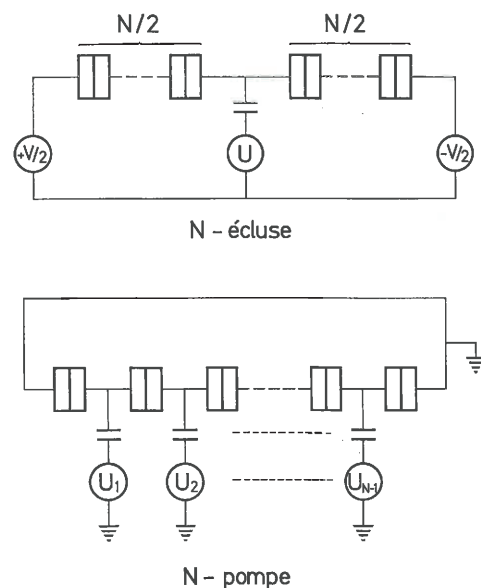 N/2 N/2
+V/2 U -V/2
N - écluse
U1 U2 UN-1
N - pompe